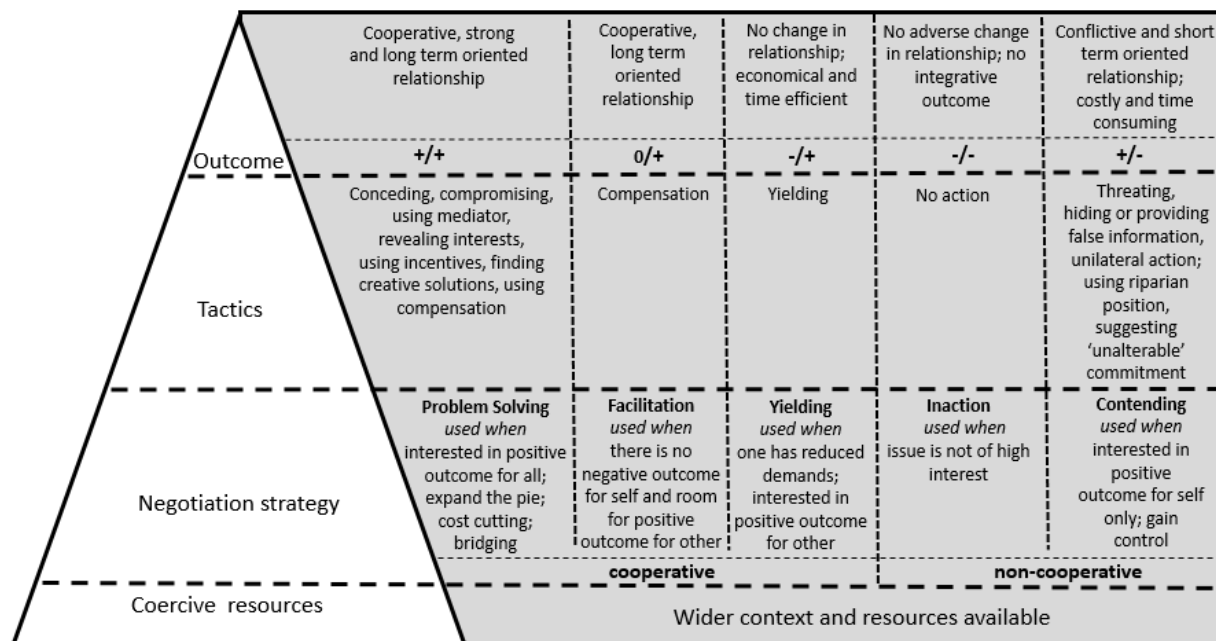 Cooperative, strong
and long term oriented
relationship
Cooperative,
long term
oriented
relationship
No change in
relationship;
economical and
time efficient
No adverse change
in relationship; no
integrative
outcome
Conflictive and short
term oriented
relationship;
costly and time
consuming
Outcome
+/+
0/+
-/+
-/-
+/-
Tactics
Conceding, compromising,
using mediator,
revealing interests,
using incentives, finding
creative solutions, using
compensation
Compensation
Yielding
No action
Threating,
hiding or providing
false information,
unilateral action;
using riparian
position,
suggesting
‘unalterable’
commitment
Negotiation strategy
Problem Solving
used when
interested in positive
outcome for all;
expand the pie;
cost cutting;
bridging
Facilitation
used when
there is no
negative outcome
for self and room
for positive
outcome for other
Yielding
used when
one has reduced
demands;
interested in
positive outcome
for other
Inaction
used when
issue is not of high
interest
Contending
used when
interested in
positive
outcome for self
only; gain
control
cooperative
non-cooperative
Coercive resources
Wider context and resources available